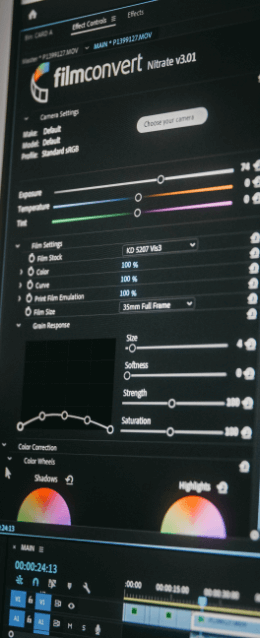 Effect Controls
Effects
Bin: CARD A
Master * P1399127.MOV
MAIN * P1399127.MOV
filmconvert Nitrate v3.01
Camera Settings
Make: Default
Model: Default
Profile: Standard sRGB
Choose your camera
Exposure 74
Temperature 0
Tint 0
Film Settings
Film Stock KD 5207 Vis3
Color 100 %
Curve 100 %
Print Film Emulation 100 %
Film Size 35mm Full Frame
Grain Response
Size 4
Softness 0
Strength 100
Saturation 100
Color Correction
Color Wheels
Shadows
Highlights
24:13
MAIN
00:00:24:13
:00:00
00:00:15:00
00:00:30:00
V1
V1
A1
A1
M S